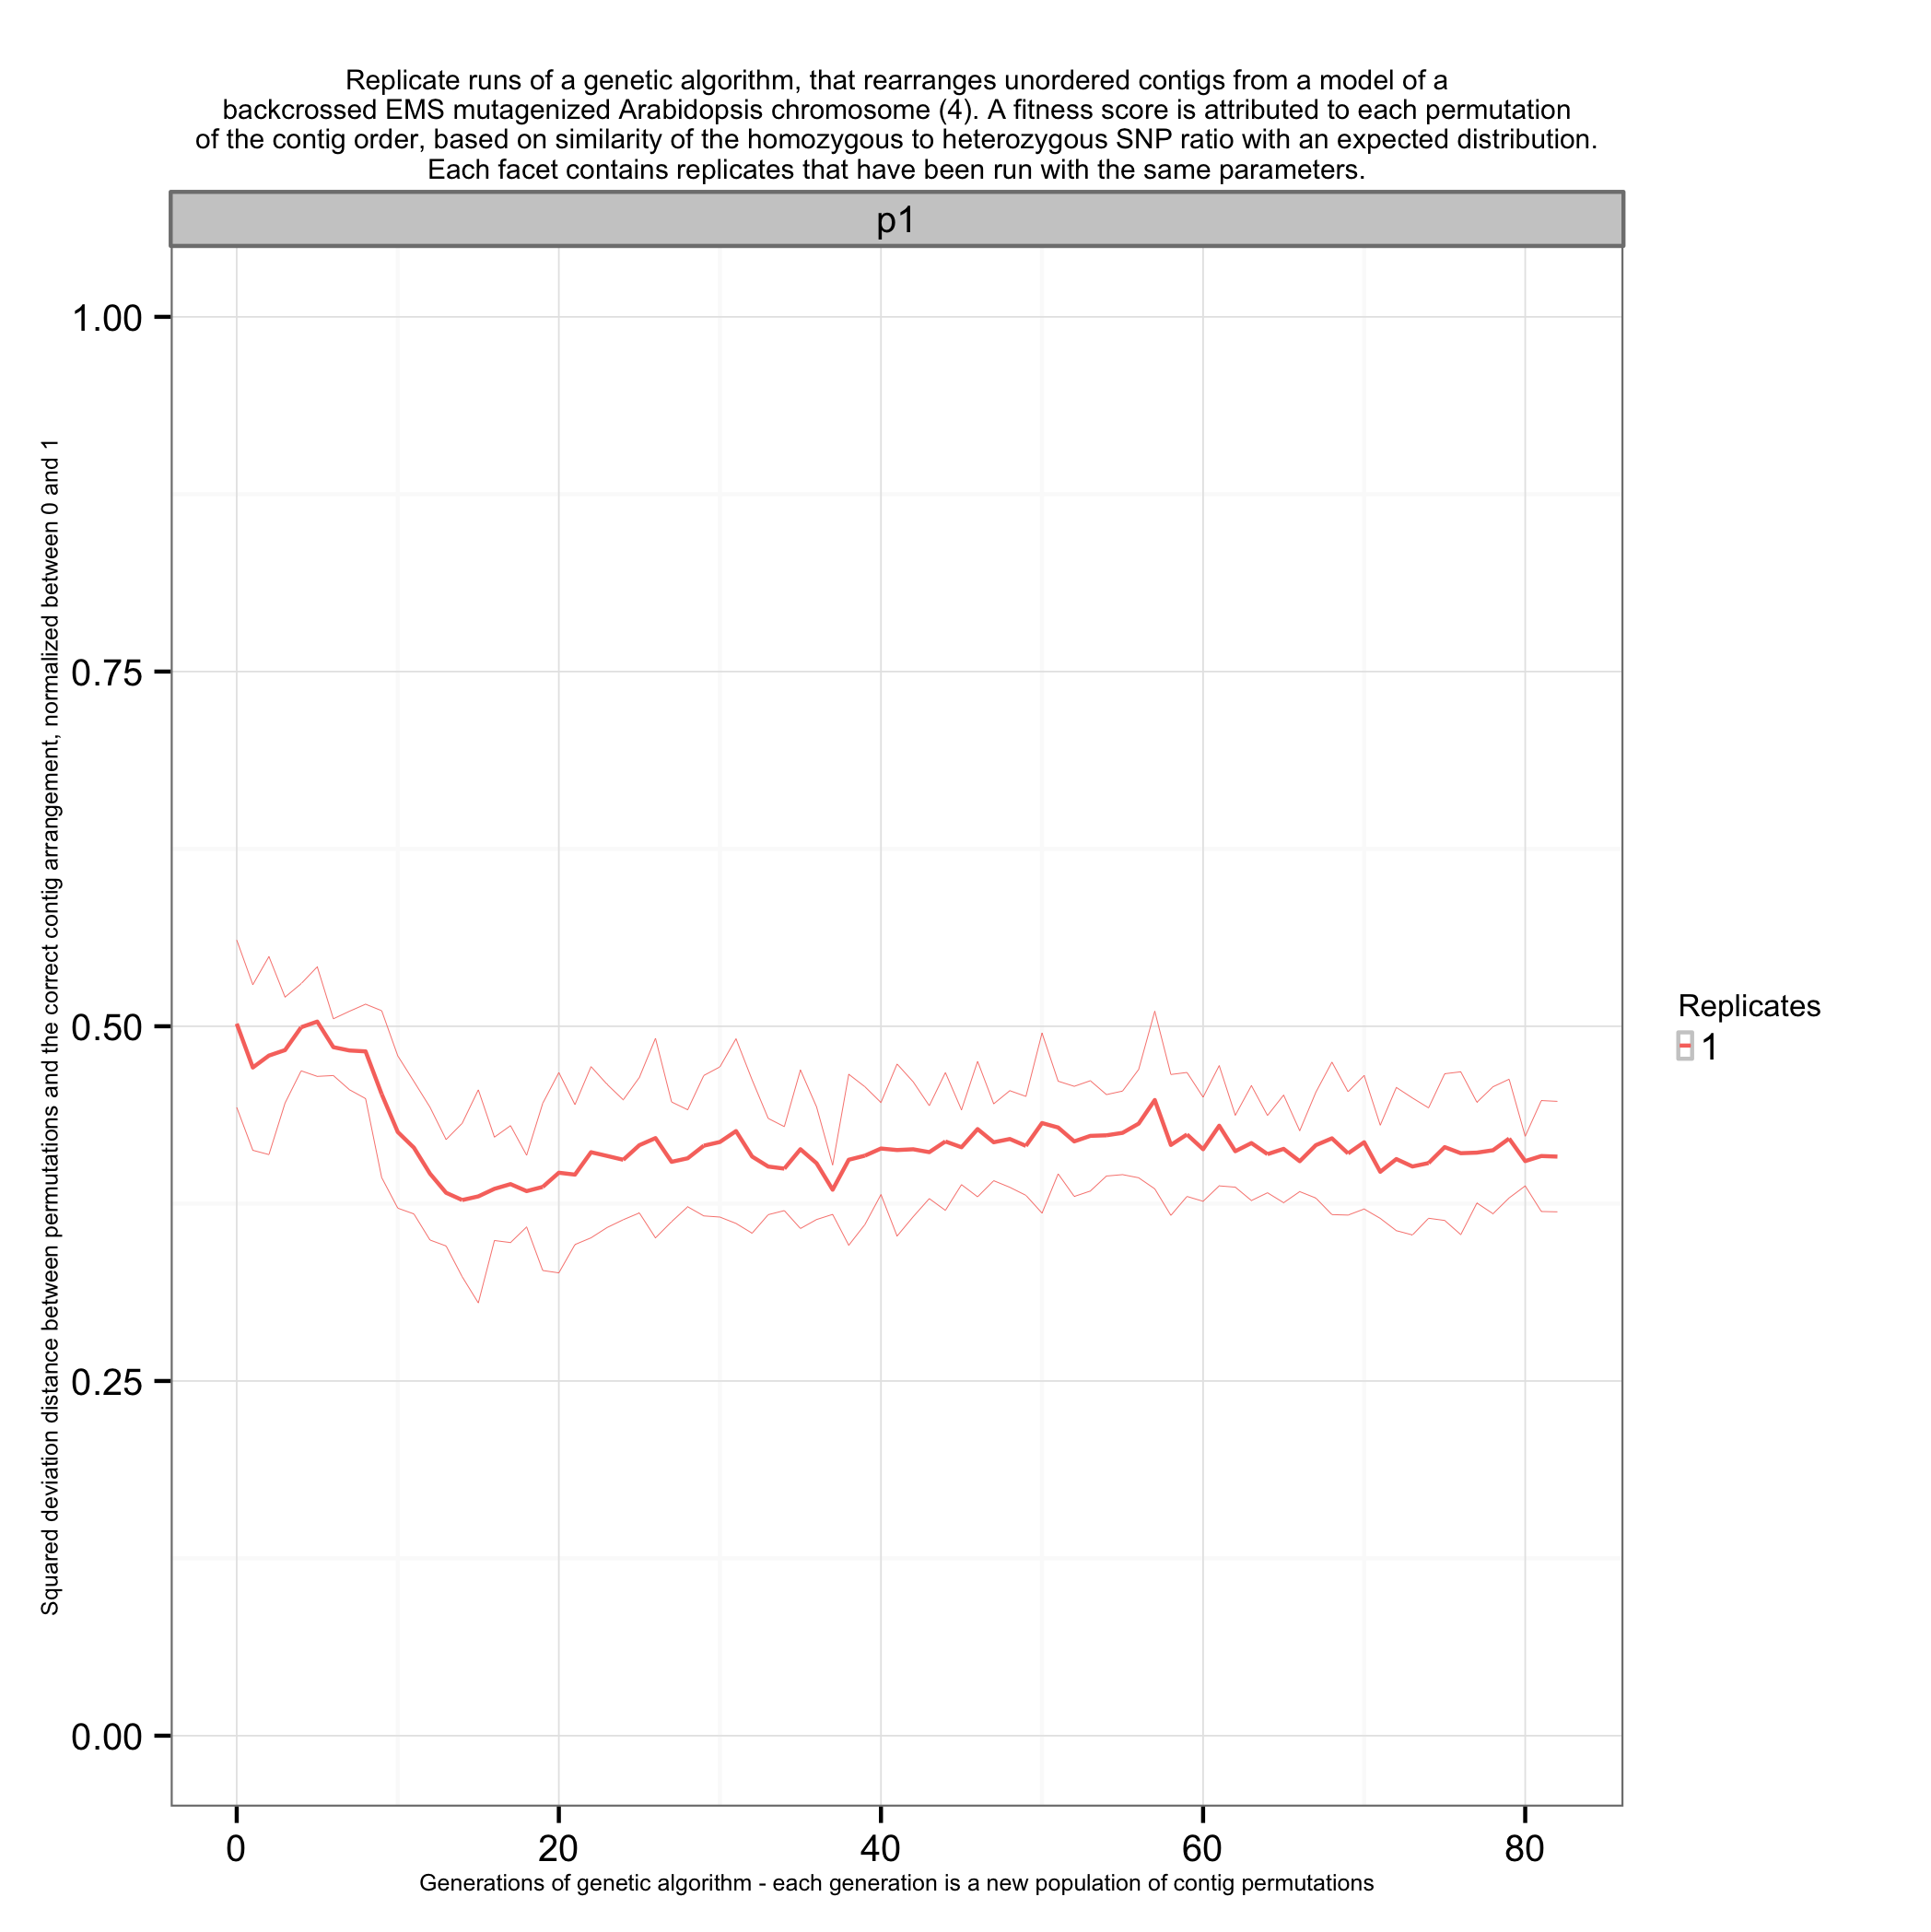 Replicate runs of a genetic algorithm, that rearranges unordered contigs from a model of a
backcrossed EMS mutagenized Arabidopsis chromosome (4). A fitness score is attributed to each permutation
of the contig order, based on similarity of the homozygous to heterozygous SNP ratio with an expected distribution.
Each facet contains replicates that have been run with the same parameters.
p1
Squared deviation distance between permutations and the correct contig arrangement, normalized between 0 and 1
1.00
0.75
0.50
0.25
0.00
0
20
40
60
80
Generations of genetic algorithm - each generation is a new population of contig permutations
Replicates
1